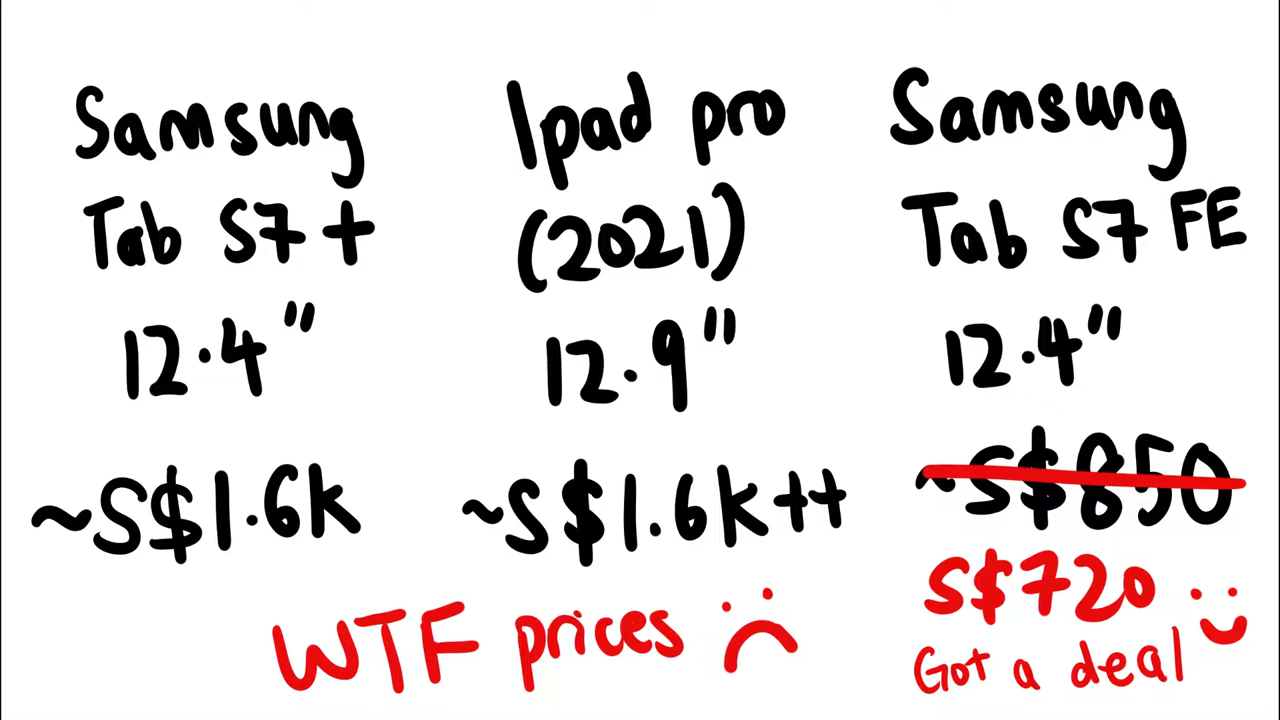 Samsung
Tab S7+
12.4"
~S$1.6k
Ipad pro
(2021)
12.9"
~S$1.6k++
WTF prices :(
Samsung
Tab S7 FE
12.4"
~S$850
S$720
Got a deal :)